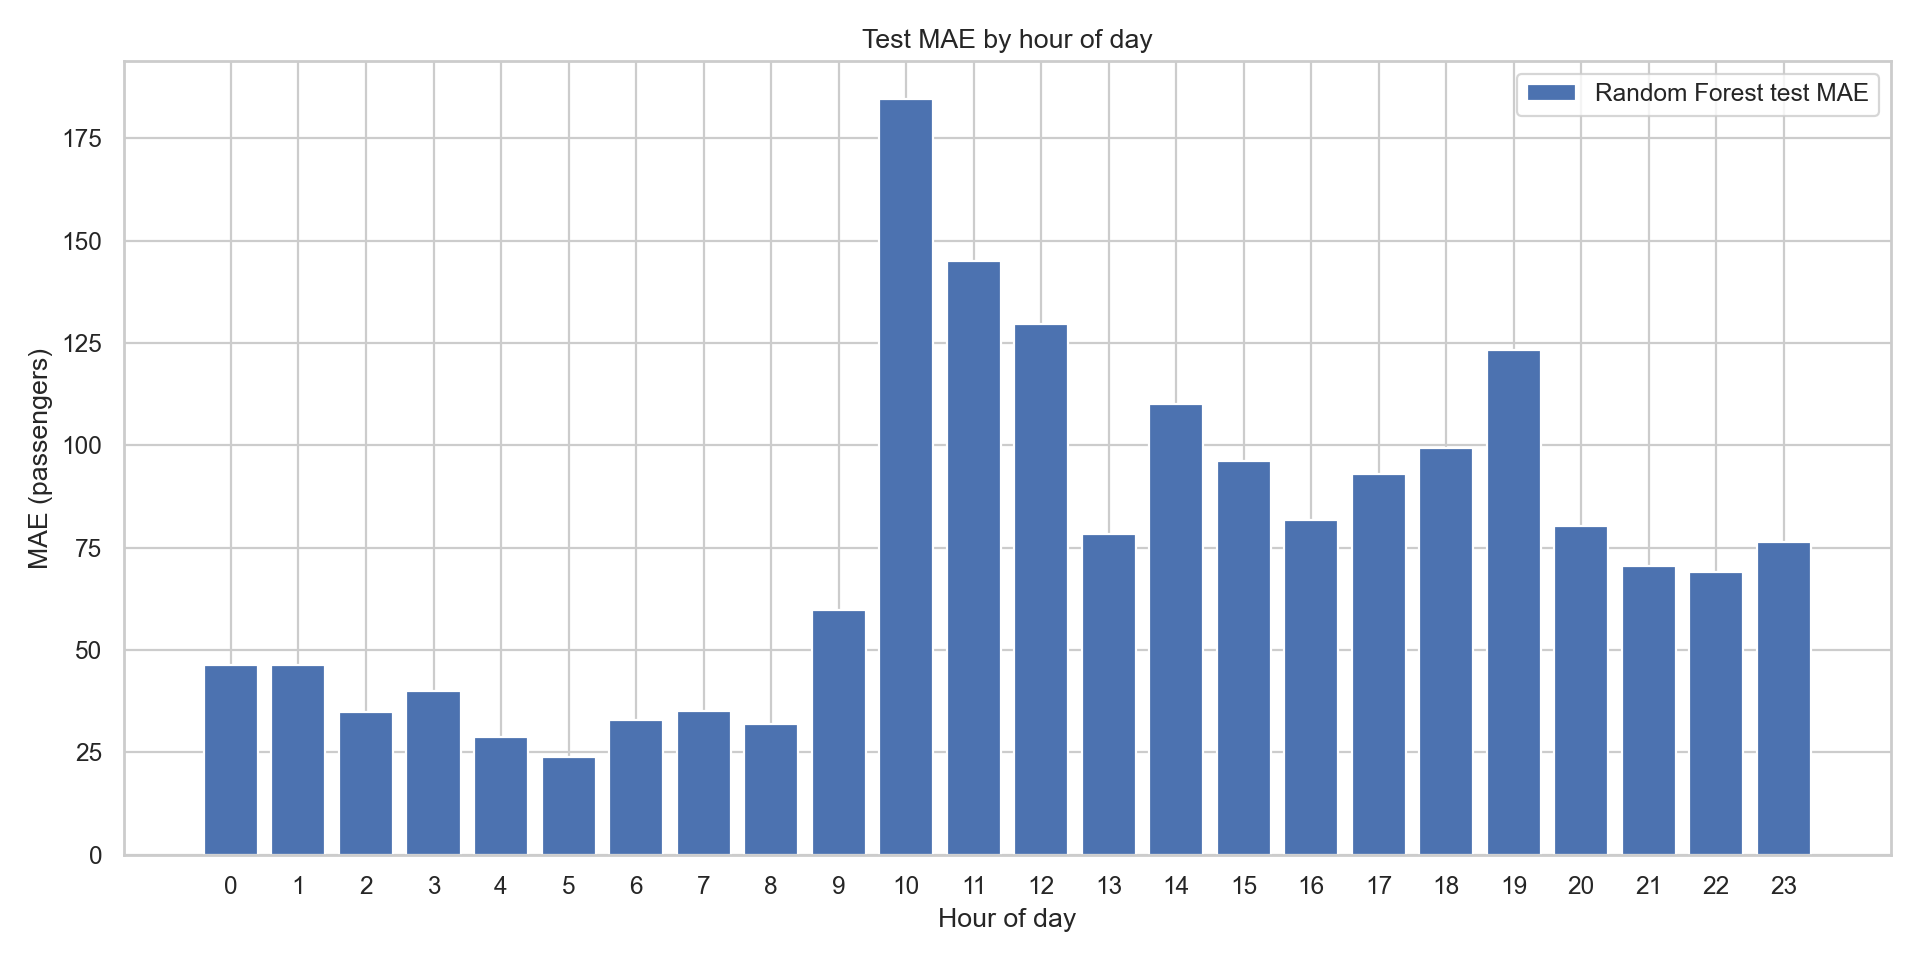 Test MAE by hour of day
Random Forest test MAE
MAE (passengers)
175
150
125
100
75
50
25
0
0 1 2 3 4 5 6 7 8 9 10 11 12 13 14 15 16 17 18 19 20 21 22 23
Hour of day